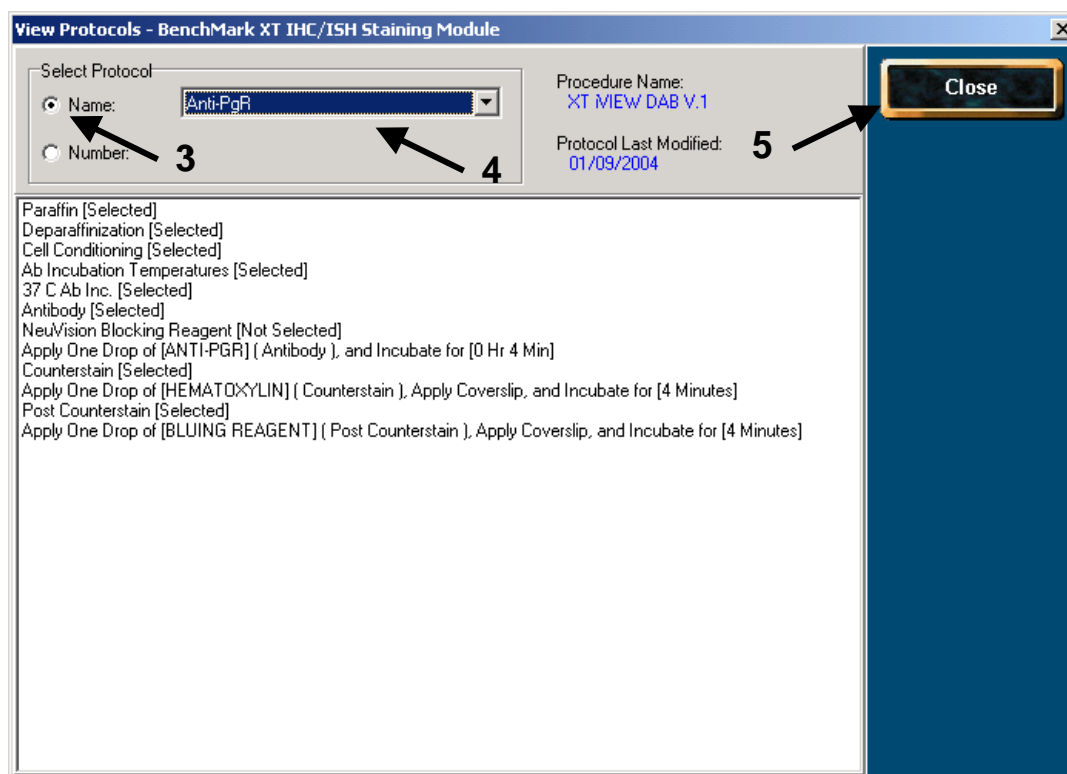 View Protocols - BenchMark XT IHC/ISH Staining Module
Select Protocol
Name:
Anti-PgR
3
Number:
4
Procedure Name:
XT iVIEW DAB V.1
Protocol Last Modified:
01/09/2004
5
Close
Paraffin [Selected]
Deparaffinization [Selected]
Cell Conditioning [Selected]
Ab Incubation Temperatures [Selected]
37 C Ab Inc. [Selected]
Antibody [Selected]
NeuVision Blocking Reagent [Not Selected]
Apply One Drop of [ANTI-PGR] ( Antibody ), and Incubate for [0 Hr 4 Min]
Counterstain [Selected]
Apply One Drop of [HEMATOXYLIN] ( Counterstain ), Apply Coverslip, and Incubate for [4 Minutes]
Post Counterstain [Selected]
Apply One Drop of [BLUING REAGENT] ( Post Counterstain ), Apply Coverslip, and Incubate for [4 Minutes]